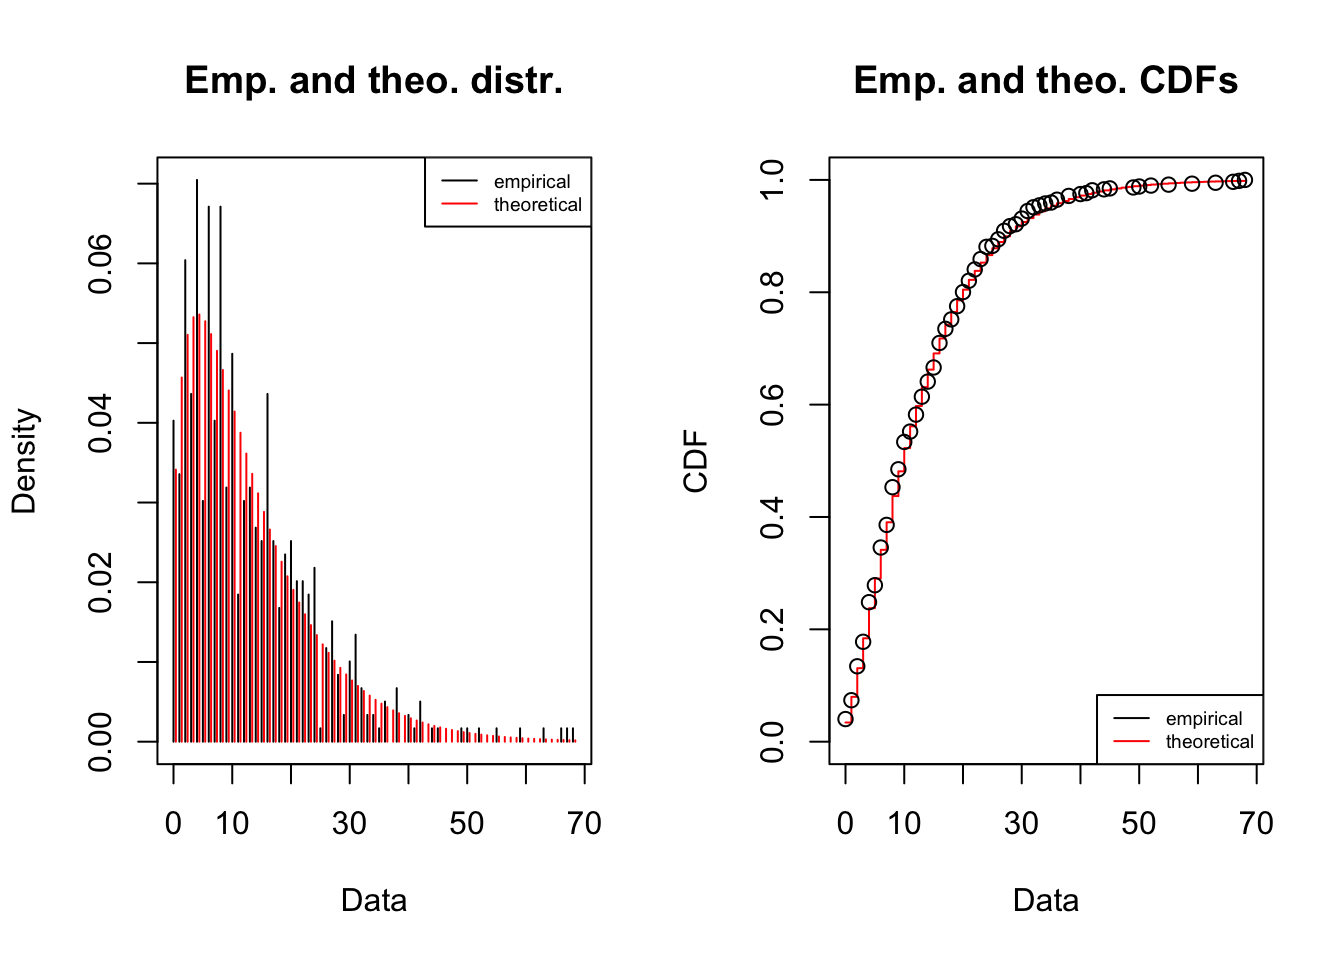 Emp. and theo. distr.
empirical
theoretical
Density
0.00 0.02 0.04 0.06
0 10 30 50 70
Data
Emp. and theo. CDFs
CDF
0.0 0.2 0.4 0.6 0.8 1.0
empirical
theoretical
0 10 30 50 70
Data